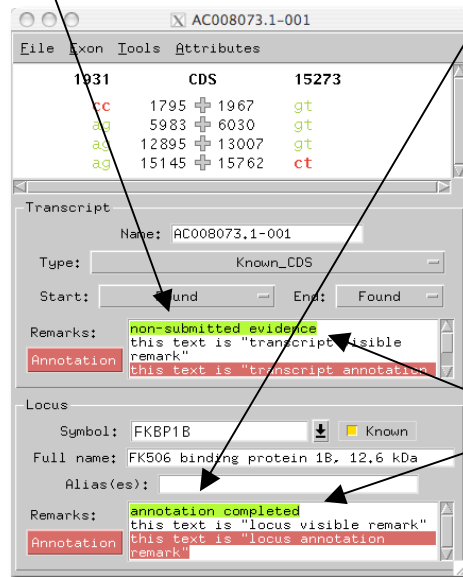 AC008073.1-001
File Exon Tools Attributes
1931 CDS 15273
cc 1795 1967 gt
ag 5983 6030 gt
ag 12895 13007 gt
ag 15145 15762 ct
Transcript
Name: AC008073.1-001
Type: Known_CDS
Start: Found End: Found
Remarks: non-submitted evidence
this text is "transcript visible
remark"
Annotation this text is "transcript annotation
Locus
Symbol: FKBP1B Known
Full name: FK506 binding protein 1B, 12.6 kDa
Alias(es):
Remarks: annotation completed
this text is "locus visible remark"
Annotation this text is "locus annotation
remark"